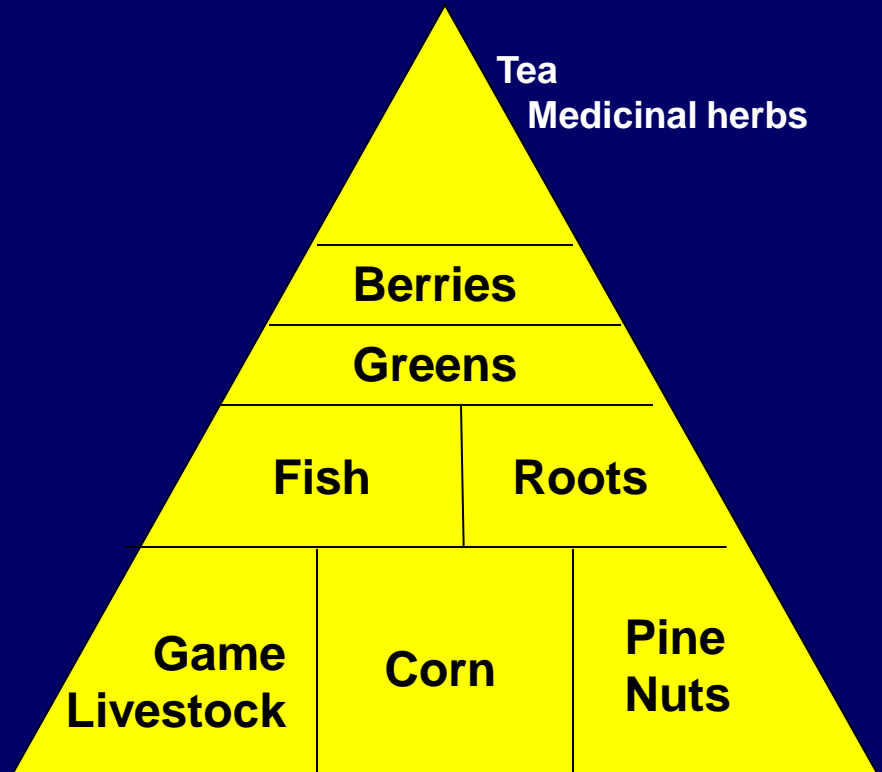 Tea
Medicinal herbs
Berries
Greens
Fish
Roots
Game
Livestock
Corn
Pine
Nuts